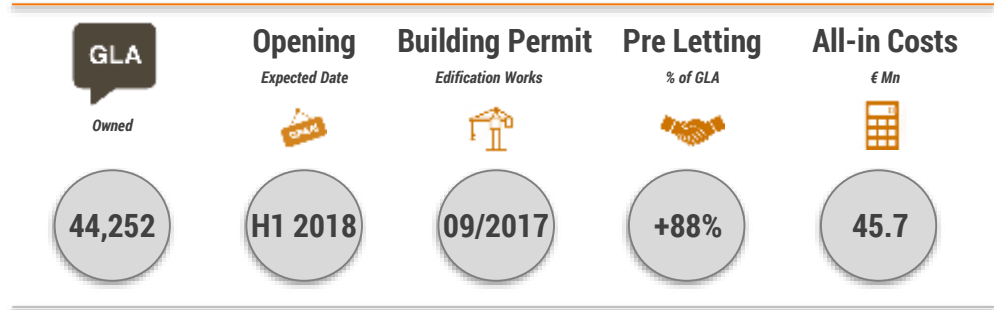 GLA
Owned
44,252
Opening
Expected Date
OPEN
H1 2018
Building Permit
Edification Works
09/2017
Pre Letting
% of GLA
+88%
All-in Costs
€ Mn
45.7